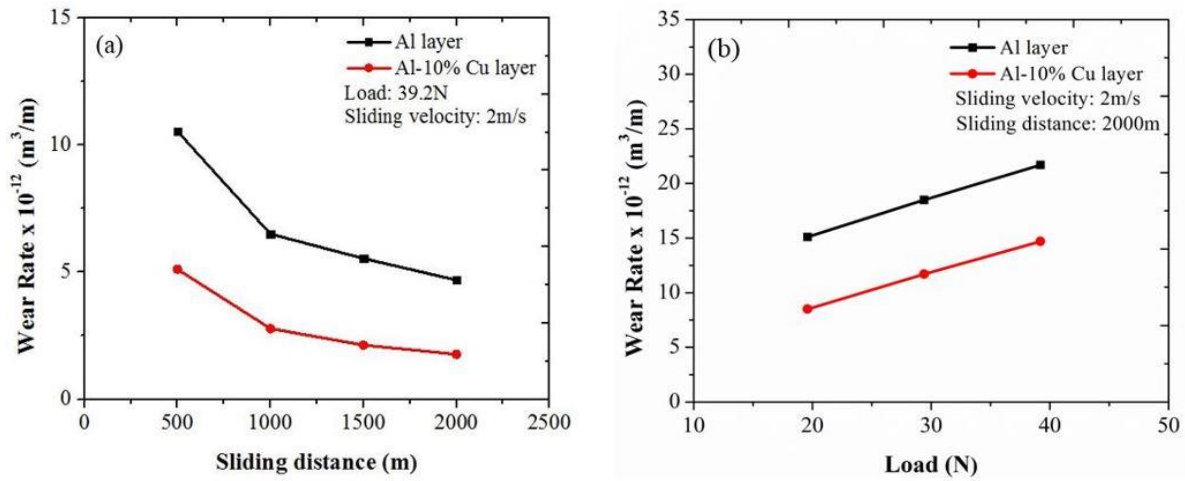 (a)
Al layer
Al-10% Cu layer
Load: 39.2N
Sliding velocity: 2m/s
15
10
5
0
0 500 1000 1500 2000 2500
Sliding distance (m)
Wear Rate x 10⁻¹² (m³/m)
(b)
Al layer
Al-10% Cu layer
Sliding velocity: 2m/s
Sliding distance: 2000m
35
30
25
20
15
10
5
0
10 20 30 40 50
Load (N)
Wear Rate x 10⁻¹² (m³/m)